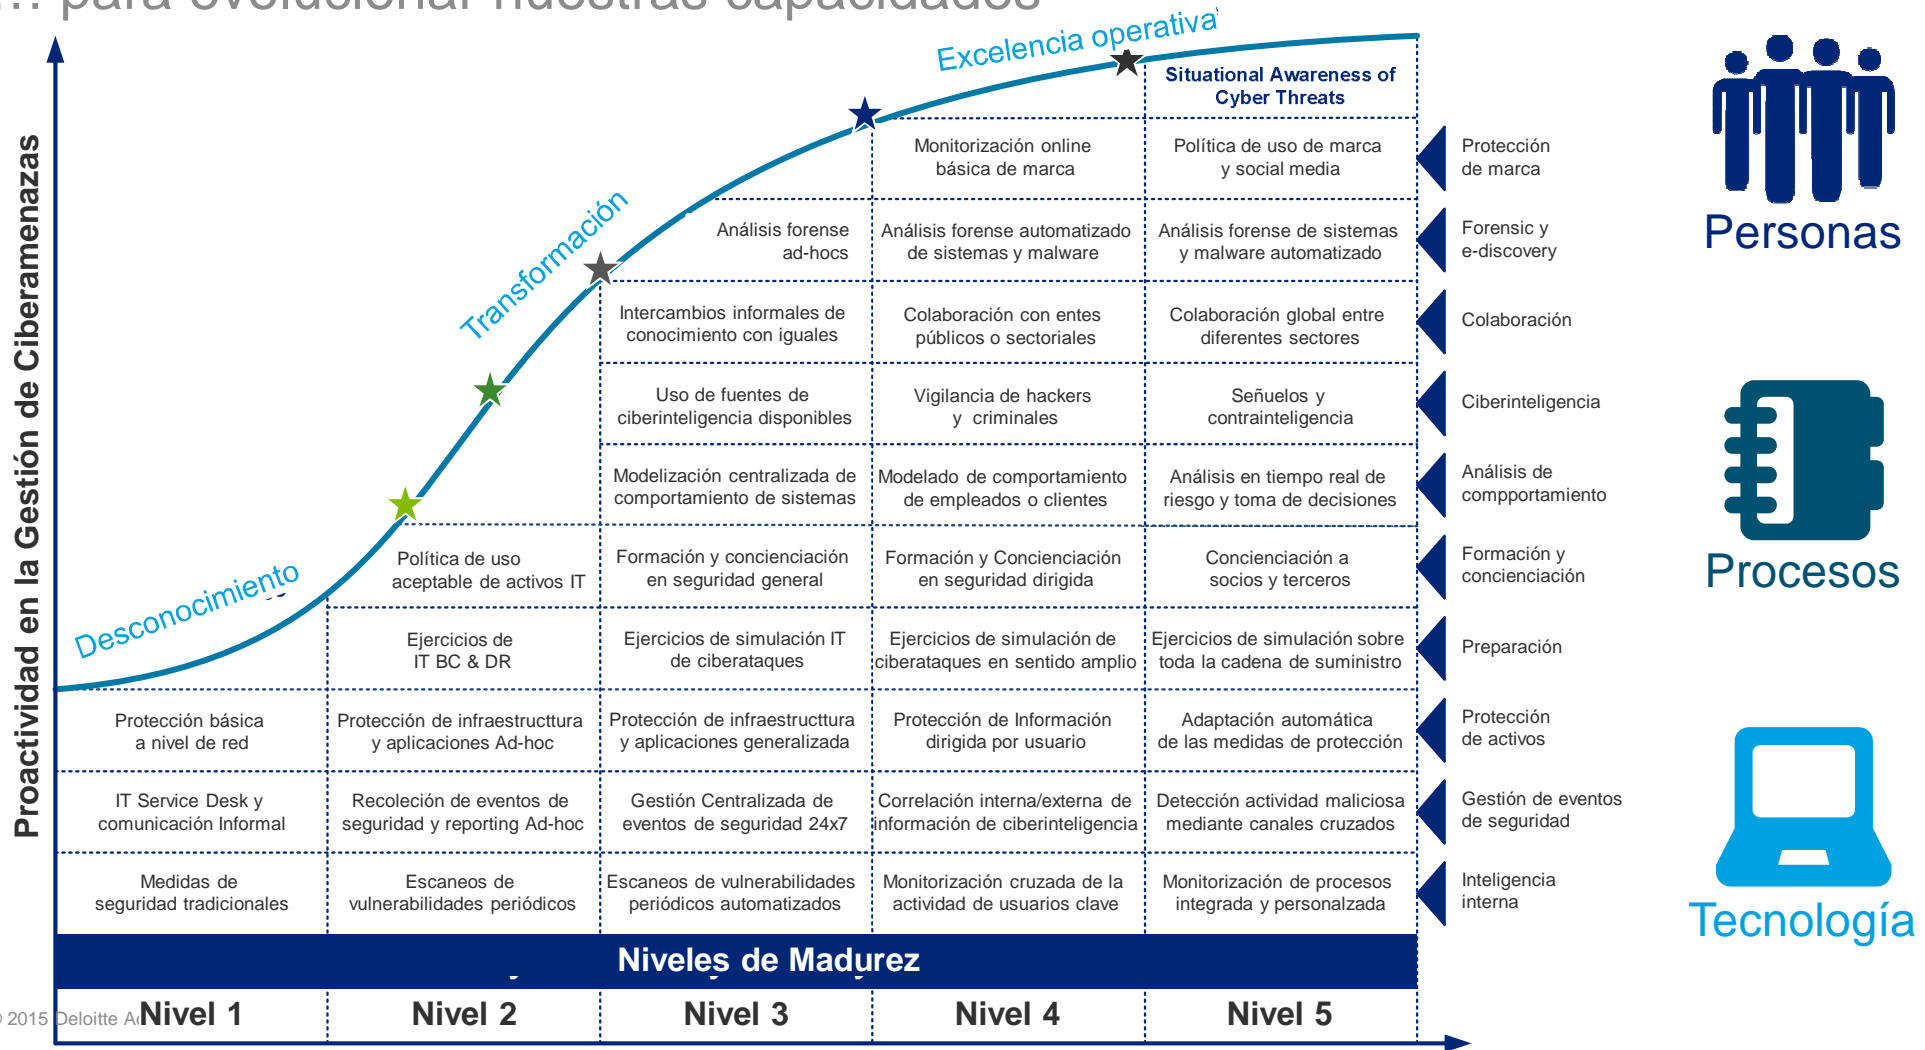 ... para evolucionar nuestras capacidades
Proactividad en la Gestión de Ciberamenazas
Desconocimiento
Transformación
Excelencia operativa
Situational Awareness of
Cyber Threats
Monitorización online
básica de marca
Política de uso de marca
y social media
Protección
de marca
Análisis forense
ad-hocs
Análisis forense automatizado
de sistemas y malware
Análisis forense de sistemas
y malware automatizado
Forensic y
e-discovery
Intercambios informales de
conocimiento con iguales
Colaboración con entes
públicos o sectoriales
Colaboración global entre
diferentes sectores
Colaboración
Uso de fuentes de
ciberinteligencia disponibles
Vigilancia de hackers
y criminales
Señuelos y
contrainteligencia
Ciberinteligencia
Modelización centralizada de
comportamiento de sistemas
Modelado de comportamiento
de empleados o clientes
Análisis en tiempo real de
riesgo y toma de decisiones
Análisis de
compportamiento
Política de uso
aceptable de activos IT
Formación y concienciación
en seguridad general
Formación y Concienciación
en seguridad dirigida
Concienciación a
socios y terceros
Formación y
concienciación
Ejercicios de
IT BC & DR
Ejercicios de simulación IT
de ciberataques
Ejercicios de simulación de
ciberataques en sentido amplio
Ejercicios de simulación sobre
toda la cadena de suministro
Preparación
Protección básica
a nivel de red
Protección de infraestructtura
y aplicaciones Ad-hoc
Protección de infraestructtura
y aplicaciones generalizada
Protección de Información
dirigida por usuario
Adaptación automática
de las medidas de protección
Protección
de activos
IT Service Desk y
comunicación Informal
Recoleción de eventos de
seguridad y reporting Ad-hoc
Gestión Centralizada de
eventos de seguridad 24x7
Correlación interna/externa de
información de ciberinteligencia
Detección actividad maliciosa
mediante canales cruzados
Gestión de eventos
de seguridad
Medidas de
seguridad tradicionales
Escaneos de
vulnerabilidades periódicos
Escaneos de vulnerabilidades
periódicos automatizados
Monitorización cruzada de la
actividad de usuarios clave
Monitorización de procesos
integrada y personalzada
Inteligencia
interna
Niveles de Madurez
Nivel 1
Nivel 2
Nivel 3
Nivel 4
Nivel 5
© 2015 Deloitte
Personas
Procesos
Tecnología